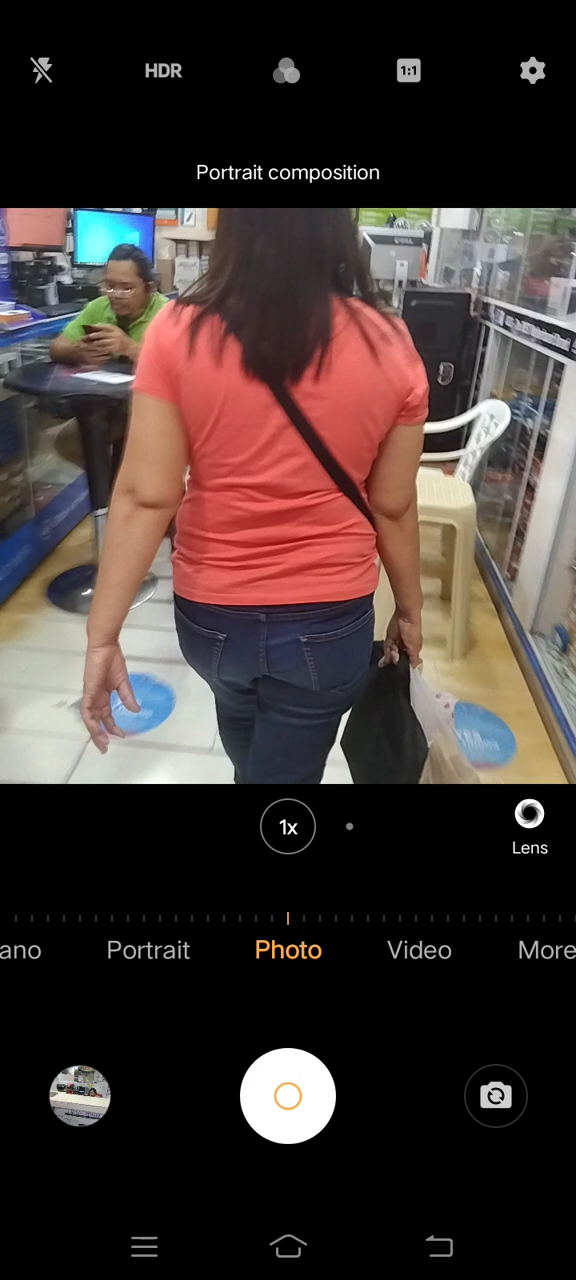 HDR
1:1
Portrait composition
1x
Lens
ano
Portrait
Photo
Video
More